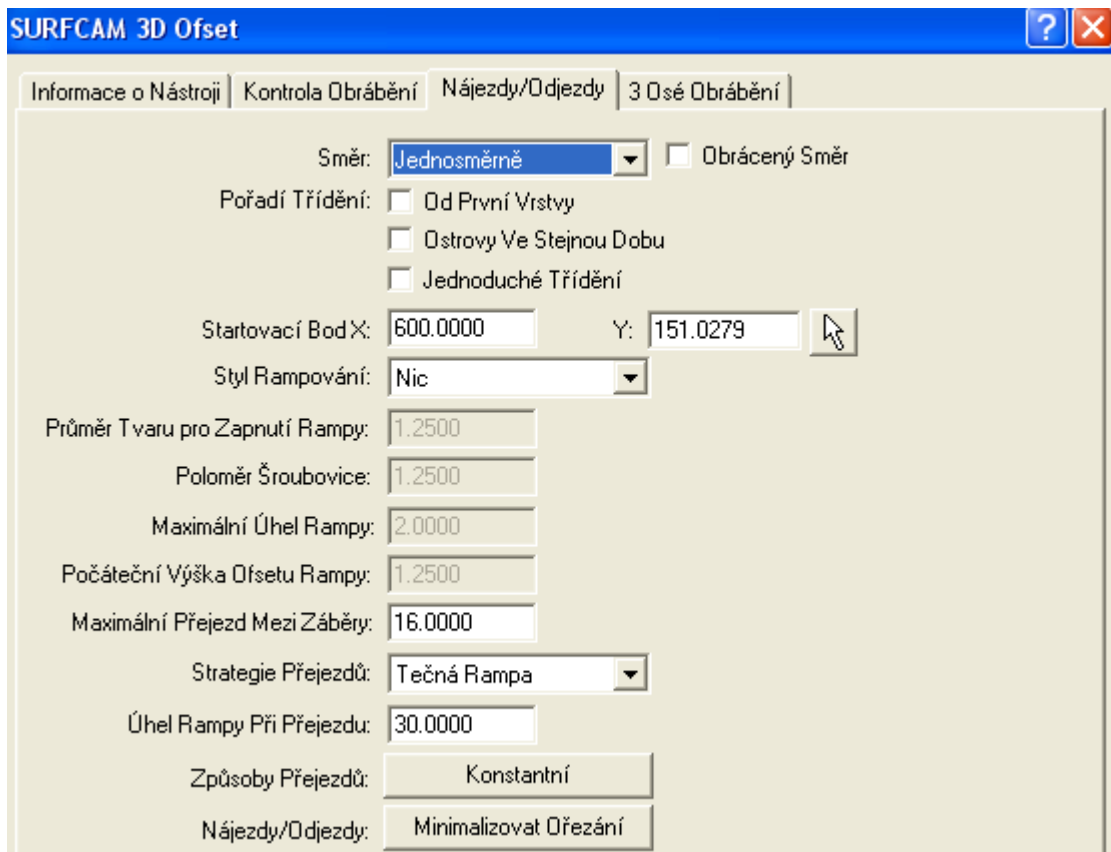 SURFCAM 3D Ofset
Informace o Nástroji Kontrola Obrábění Nájezdy/Odjezdy 3 Osé Obrábění
Směr: Jednosměrně Obrácený Směr
Pořadí Třídění: Od První Vrstvy
Ostrovy Ve Stejnou Dobu
Jednoduché Třídění
Startovací Bod X: 600.0000 Y: 151.0279
Styl Rampování: Nic
Průměr Tvaru pro Zapnutí Rampy: 1.2500
Poloměr Šroubovice: 1.2500
Maximální Úhel Rampy: 2.0000
Počáteční Výška Ofsetu Rampy: 1.2500
Maximální Přejezd Mezi Záběry: 16.0000
Strategie Přejezdů: Tečná Rampa
Úhel Rampy Při Přejezdu: 30.0000
Způsoby Přejezdů: Konstantní
Nájezdy/Odjezdy: Minimalizovat Ořezání